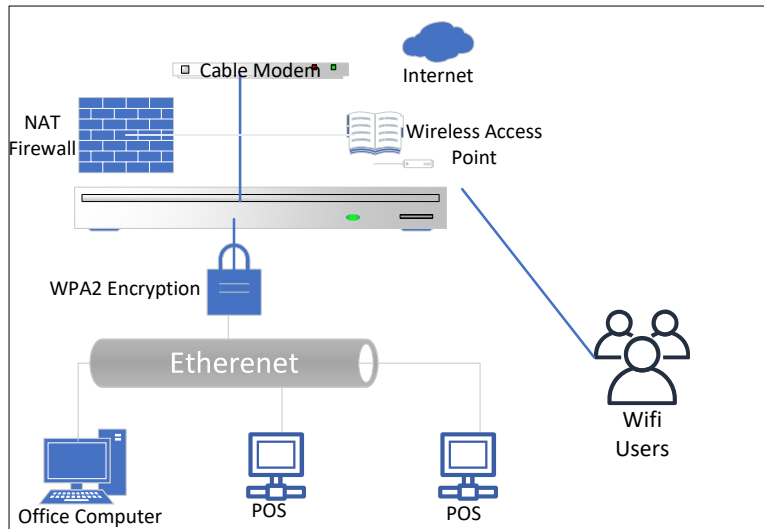 Cable Modem
Internet
NAT
Firewall
Wireless Access
Point
WPA2 Encryption
Etherenet
Wifi
Users
Office Computer
POS
POS